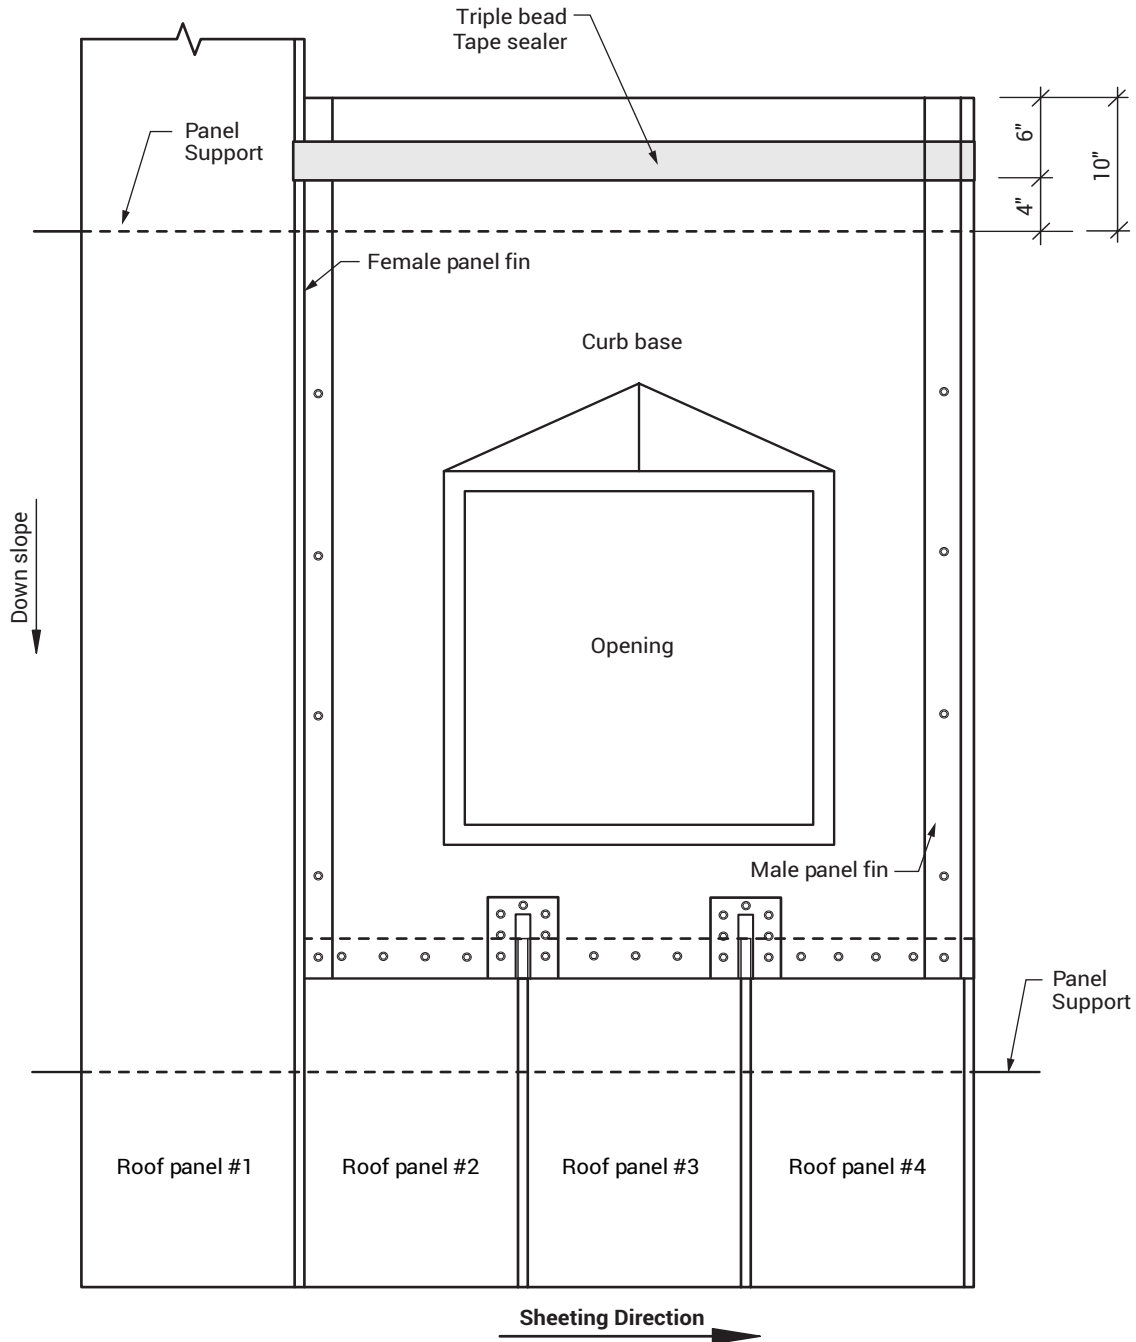 Triple bead
Tape sealer
Panel
Support
6”
10”
4”
Female panel fin
Curb base
Down slope
Opening
Male panel fin
Panel
Support
Roof panel #1
Roof panel #2
Roof panel #3
Roof panel #4
Sheeting Direction